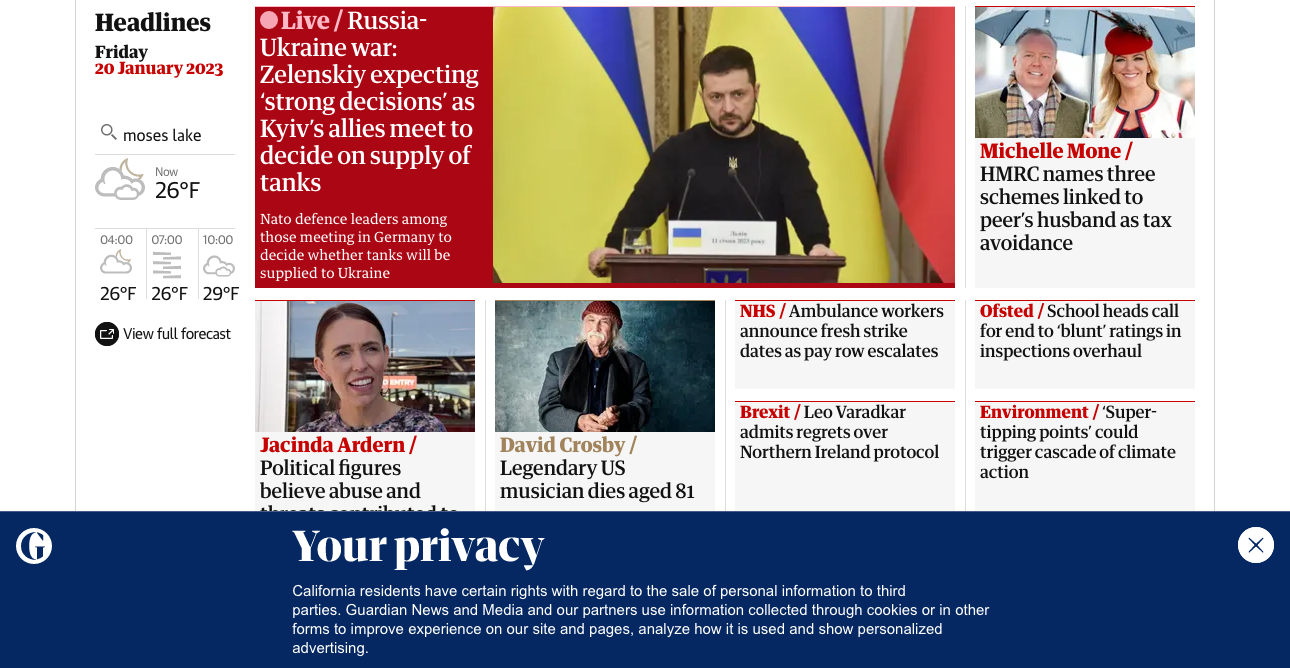 Headlines
Friday
20 January 2023
moses lake
Now
26°F
04:00
07:00
10:00
26°F
26°F
29°F
View full forecast
Live / Russia-
Ukraine war:
Zelenskiy expecting
‘strong decisions’ as
Kyiv’s allies meet to
decide on supply of
tanks
Nato defence leaders among
those meeting in Germany to
decide whether tanks will be
supplied to Ukraine
Львів
11 січня 2023 року
Michelle Mone /
HMRC names three
schemes linked to
peer’s husband as tax
avoidance
ENTRY
Jacinda Ardern /
Political figures
believe abuse and
threats contributed to
David Crosby /
Legendary US
musician dies aged 81
NHS / Ambulance workers
announce fresh strike
dates as pay row escalates
Brexit / Leo Varadkar
admits regrets over
Northern Ireland protocol
Ofsted / School heads call
for end to ‘blunt’ ratings in
inspections overhaul
Environment / ‘Super-
tipping points’ could
trigger cascade of climate
action
G
Your privacy
California residents have certain rights with regard to the sale of personal information to third
parties. Guardian News and Media and our partners use information collected through cookies or in other
forms to improve experience on our site and pages, analyze how it is used and show personalized
advertising.